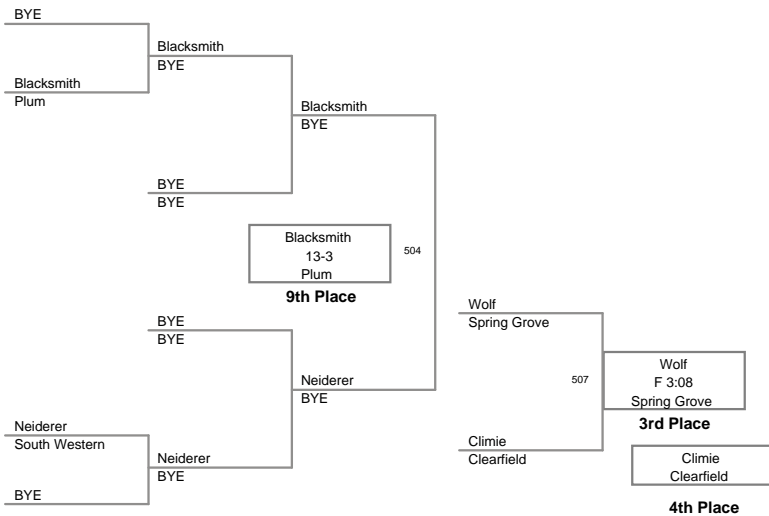 BYE
Blacksmith
BYE
Blacksmith
Plum
Blacksmith
BYE
BYE
BYE
Blacksmith
13-3
Plum
504
9th Place
BYE
BYE
Neiderer
BYE
Neiderer
South Western
Neiderer
BYE
BYE
Wolf
Spring Grove
507
Wolf
F 3:08
Spring Grove
3rd Place
Climie
Clearfield
Climie
Clearfield
4th Place